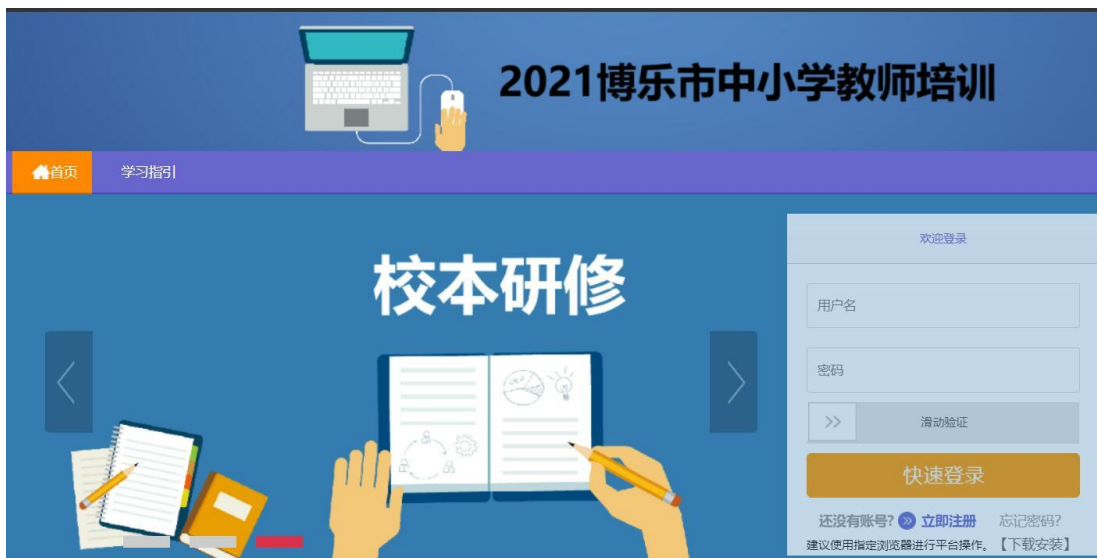 2021博乐市中小学教师培训
首页 学习指引
校本研修
欢迎登录
用户名
密码
>> 滑动验证
快速登录
还没有账号? 立即注册 忘记密码?
建议使用指定浏览器进行平台操作。【下载安装】